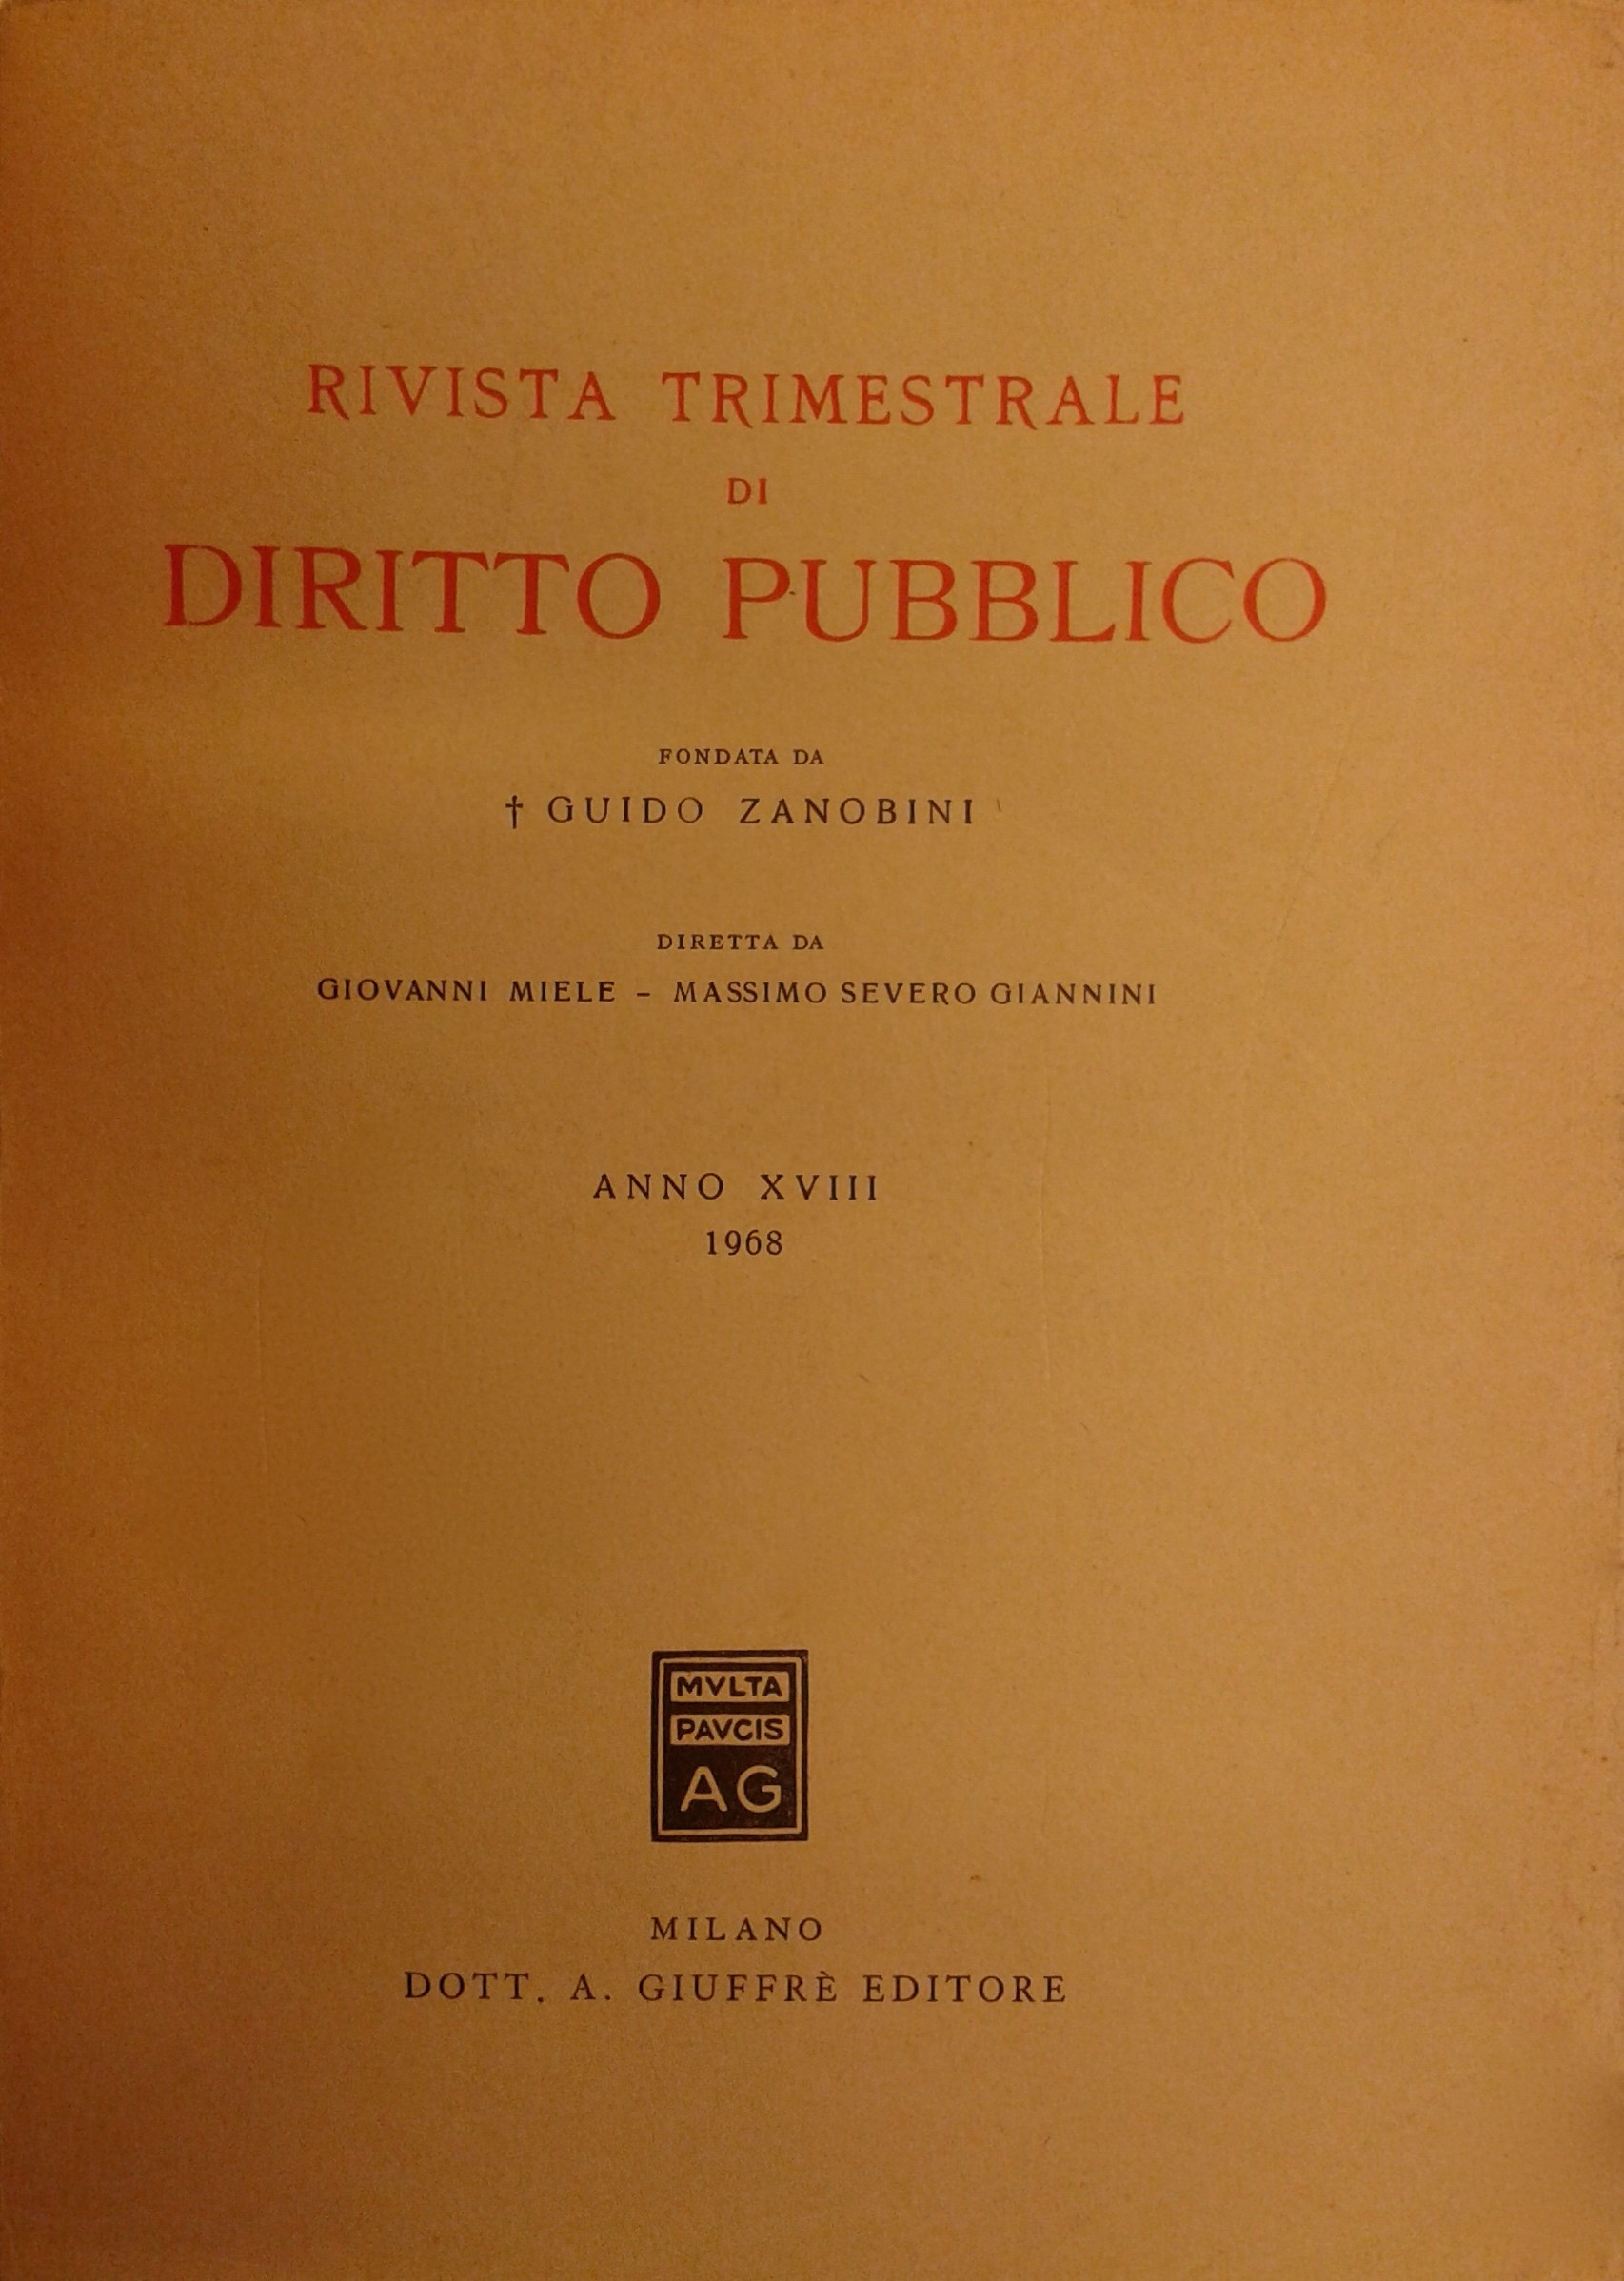 RIVISTA TRIMESTRALE
DI
DIRITTO PUBBLICO
FONDATA DA
† GUIDO ZANOBINI
DIRETTA DA
GIOVANNI MIELE - MASSIMO SEVERO GIANNINI
ANNO XVIII
1968
MVLTA
PAVCIS
AG
MILANO
DOTT. A. GIUFFRÈ EDITORE